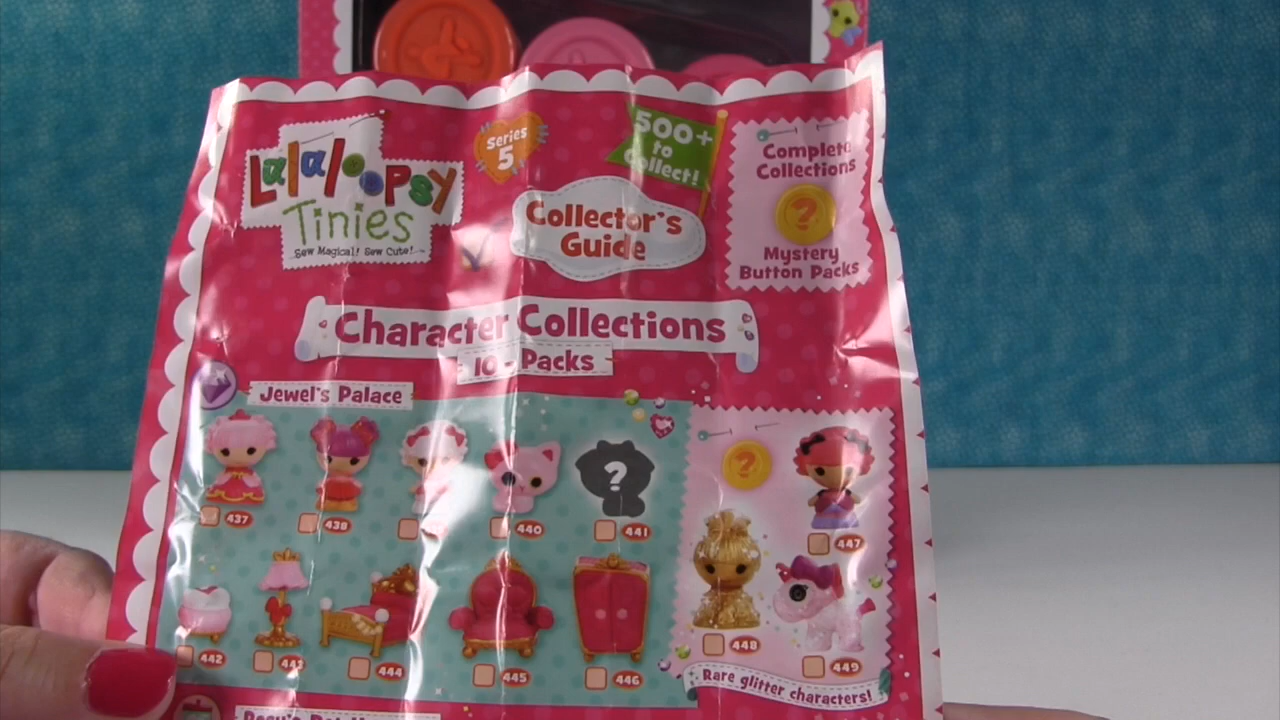 Lalaloopsy
Tinies
Sew Magical! Sew Cute!
Series
5
500+
to
collect!
Collector's
Guide
Complete
Collections
?
Mystery
Button Packs
Character Collections
10-Packs
Jewel's Palace
?
?
437
438
440
441
447
442
443
444
445
446
448
449
Rare glitter characters!